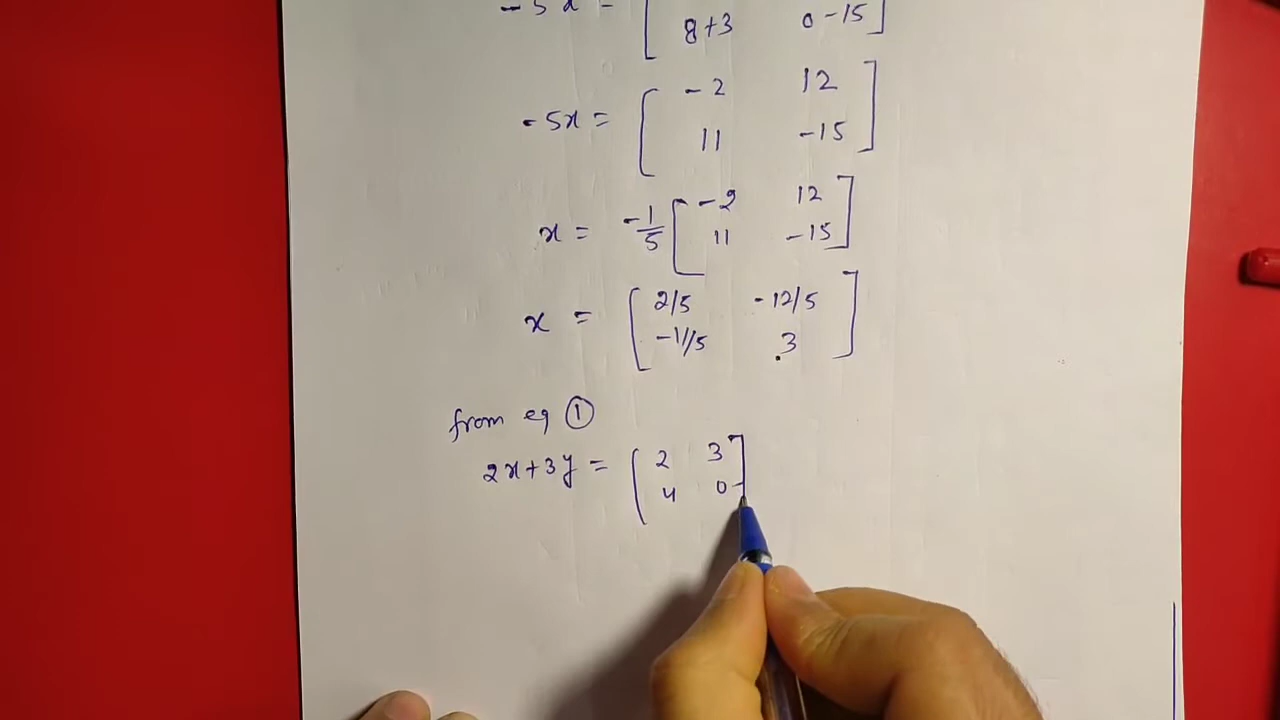 - 5x =
8+3 0-15
- 5x = [ -2 12
11 -15 ]
x = -1/5 [ -2 12
11 -15 ]
x = [ 2/5 -12/5
-11/5 3 ]
from eq ①
2x+3y = [ 2 3
4 0 ]